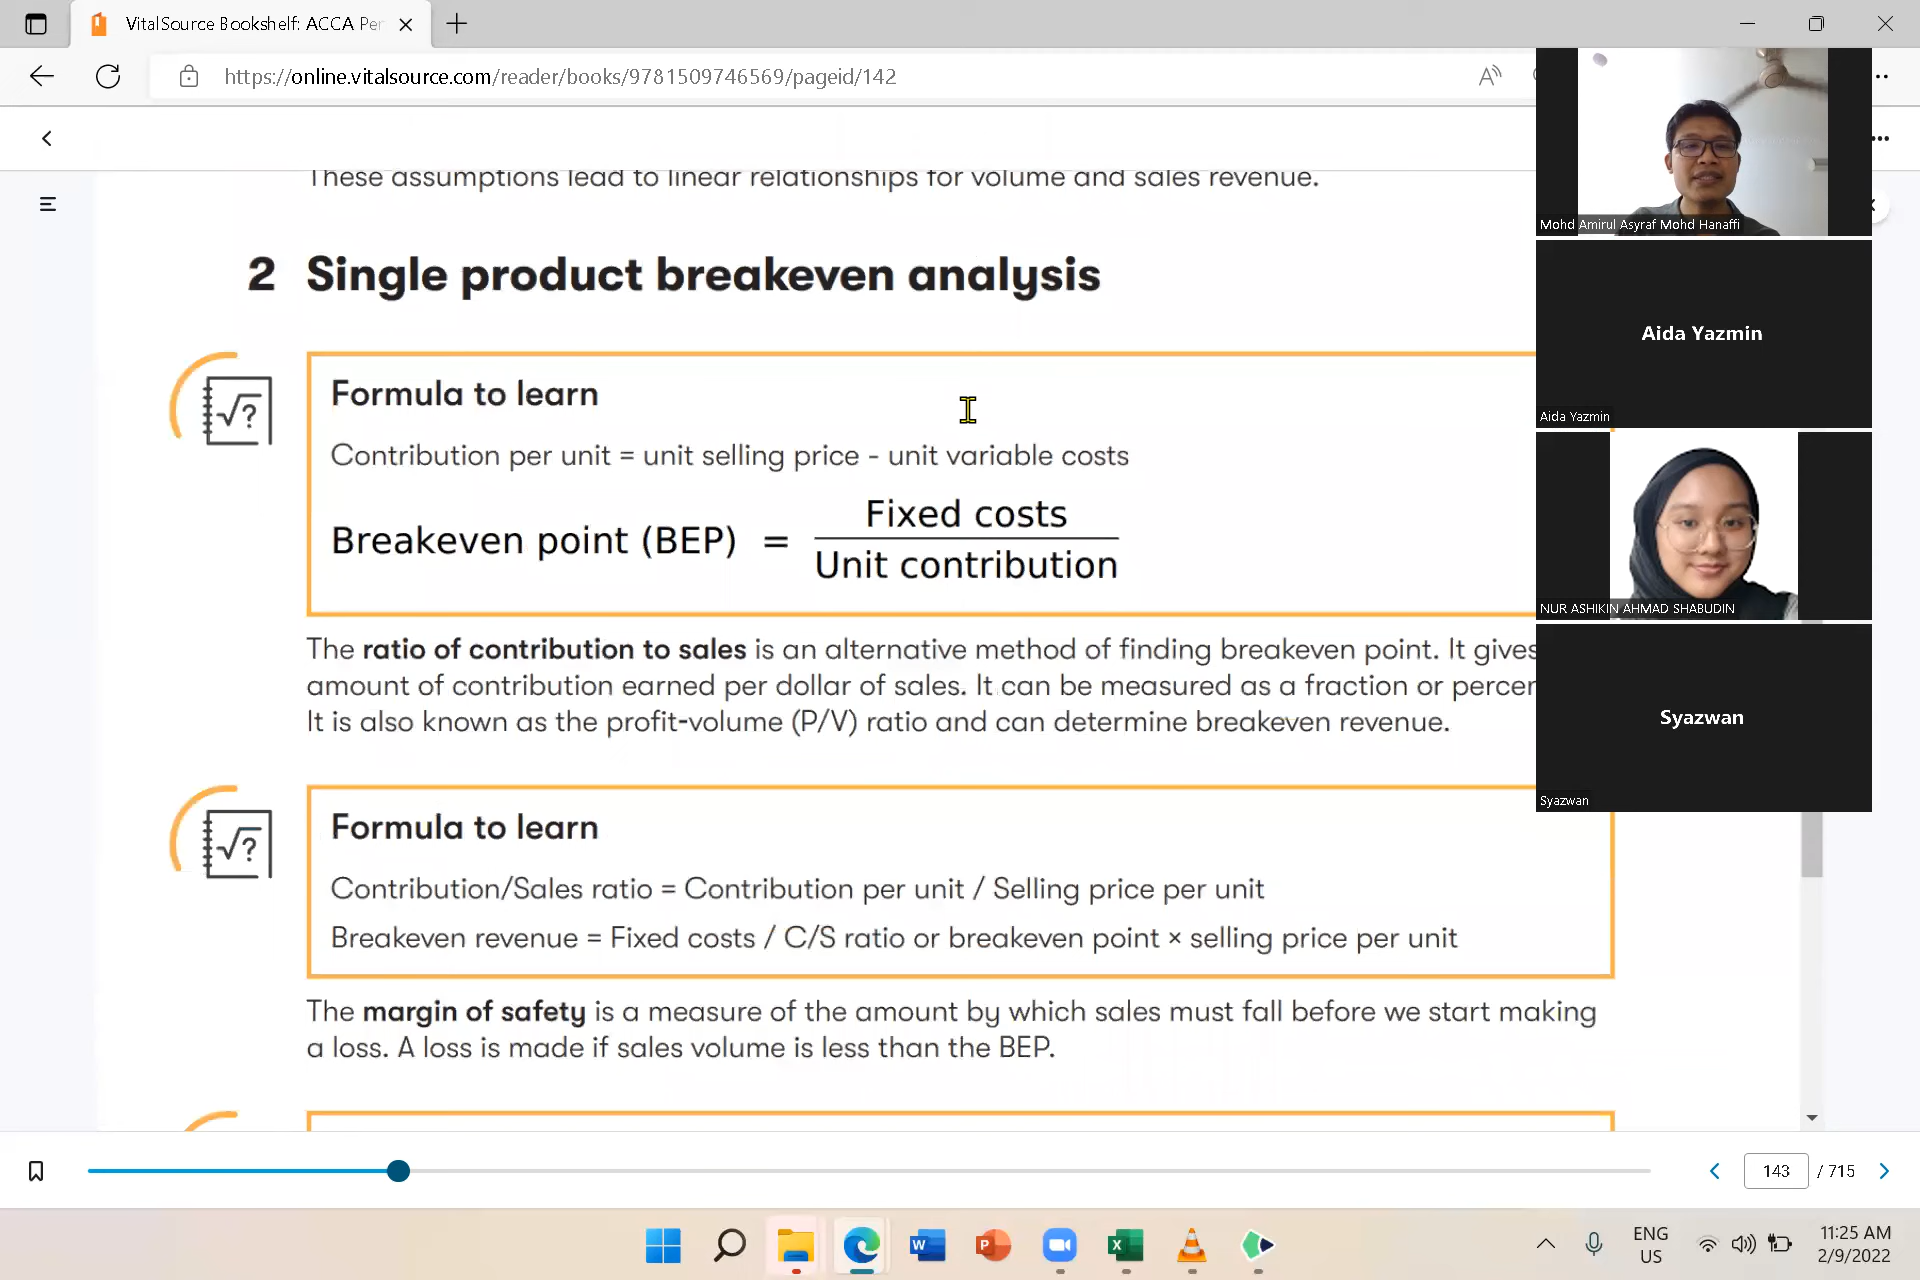 VitalSource Bookshelf: ACCA Per
https://online.vitalsource.com/reader/books/9781509746569/pageid/142
These assumptions lead to linear relationships for volume and sales revenue.
2 Single product breakeven analysis
Formula to learn
Contribution per unit = unit selling price - unit variable costs
Breakeven point (BEP) = Fixed costs
Unit contribution
The ratio of contribution to sales is an alternative method of finding breakeven point. It gives
amount of contribution earned per dollar of sales. It can be measured as a fraction or percen
It is also known as the profit-volume (P/V) ratio and can determine breakeven revenue.
Formula to learn
Contribution/Sales ratio = Contribution per unit / Selling price per unit
Breakeven revenue = Fixed costs / C/S ratio or breakeven point × selling price per unit
The margin of safety is a measure of the amount by which sales must fall before we start making
a loss. A loss is made if sales volume is less than the BEP.
Mohd Amirul Asyraf Mohd Hanaffi
Aida Yazmin
Aida Yazmin
NUR ASHIKIN AHMAD SHABUDIN
Syazwan
Syazwan
143 / 715
ENG
US
11:25 AM
2/9/2022